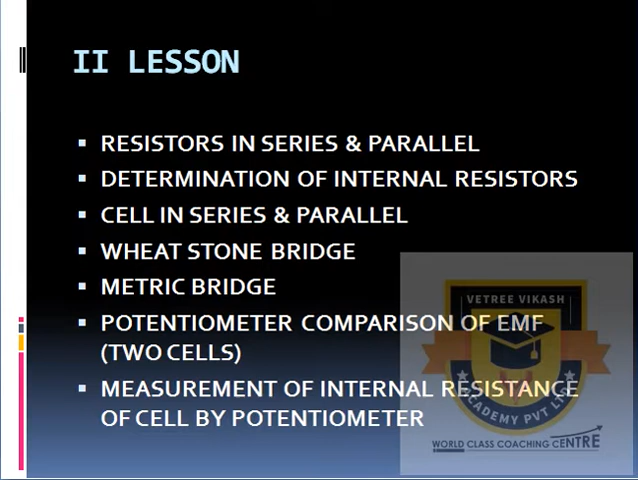 II LESSON
RESISTORS IN SERIES & PARALLEL
DETERMINATION OF INTERNAL RESISTORS
CELL IN SERIES & PARALLEL
WHEAT STONE BRIDGE
METRIC BRIDGE
POTENTIOMETER COMPARISON OF EMF
(TWO CELLS)
MEASUREMENT OF INTERNAL RESISTANCE
OF CELL BY POTENTIOMETER
VETREE VIKASH
ACADEMY PVT LTD
WORLD CLASS COACHING CENTRE